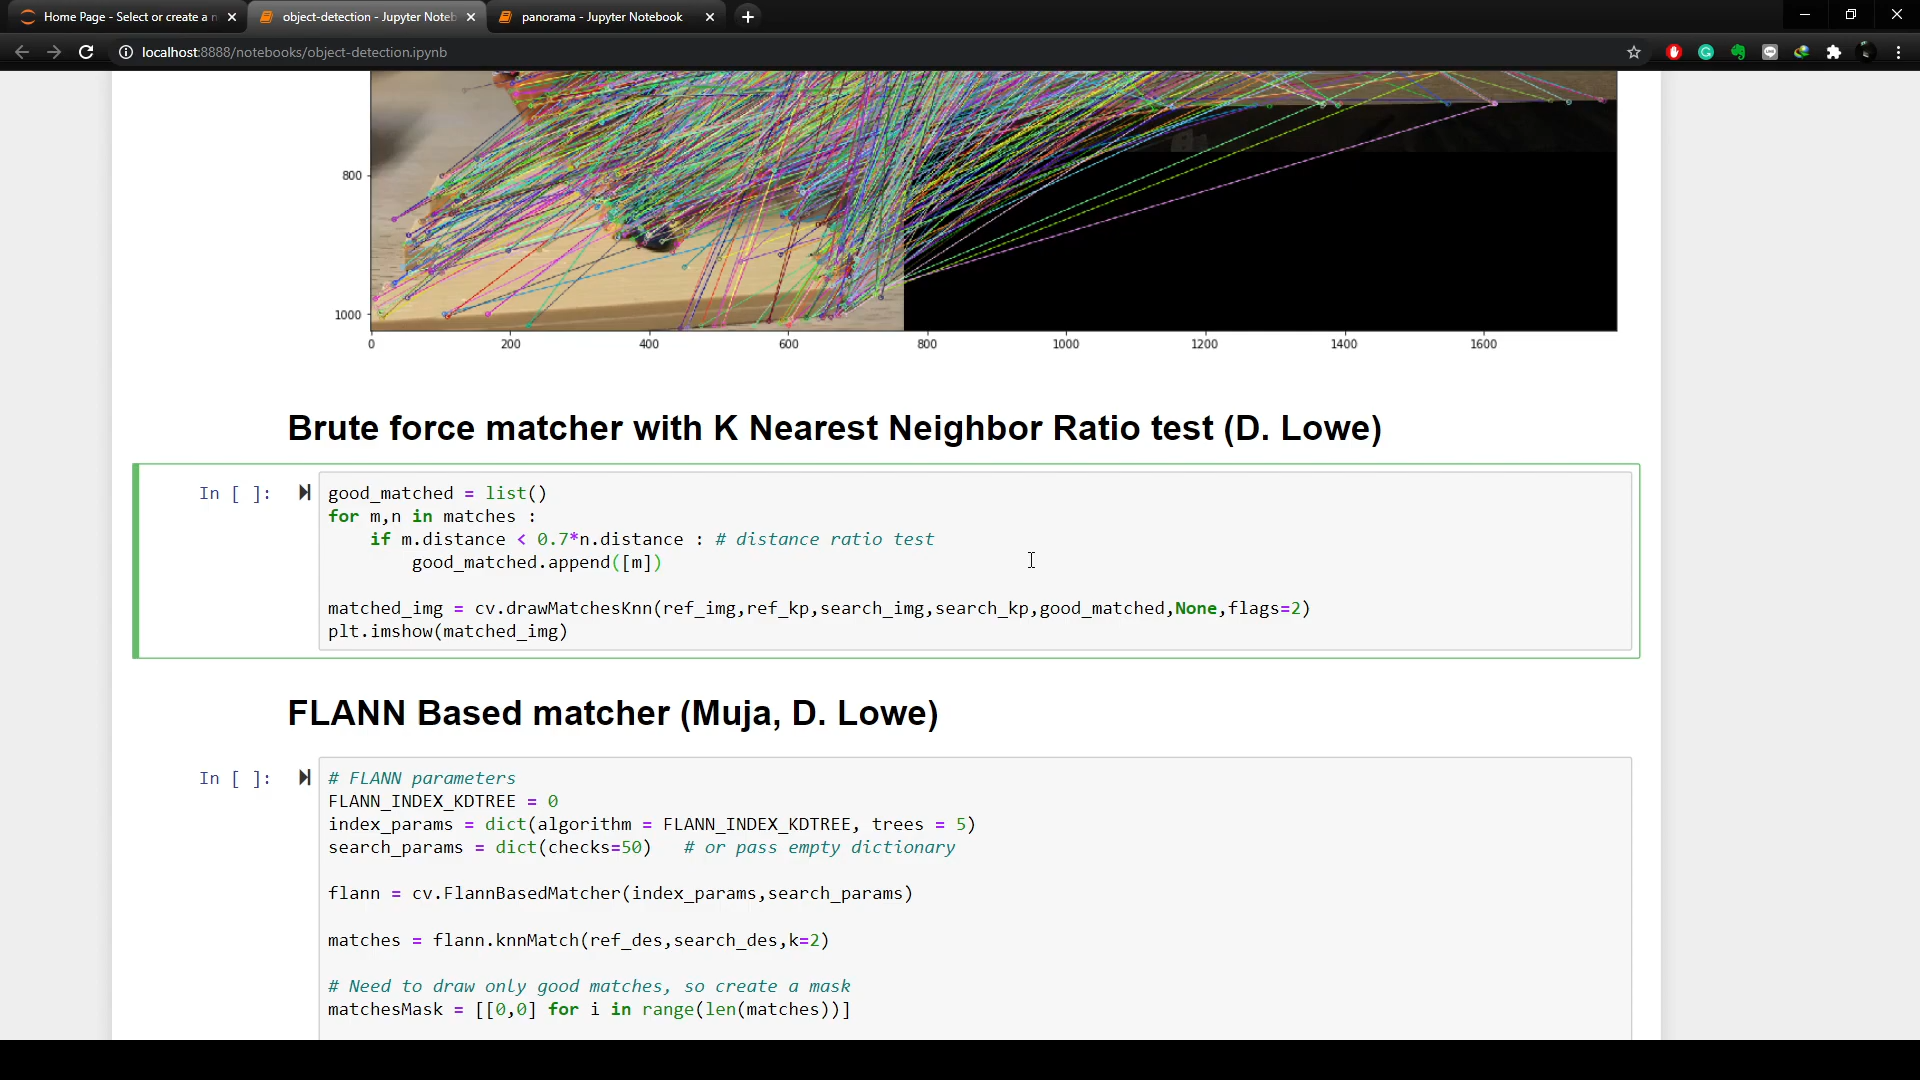 Home Page - Select or create a n
object-detection - Jupyter Noteb
panorama - Jupyter Notebook
localhost:8888/notebooks/object-detection.ipynb
800
1000
0 200 400 600 800 1000 1200 1400 1600
Brute force matcher with K Nearest Neighbor Ratio test (D. Lowe)
In [ ]:
good_matched = list()
for m,n in matches :
    if m.distance < 0.7*n.distance : # distance ratio test
        good_matched.append([m])
matched_img = cv.drawMatchesKnn(ref_img,ref_kp,search_img,search_kp,good_matched,None,flags=2)
plt.imshow(matched_img)
FLANN Based matcher (Muja, D. Lowe)
In [ ]:
# FLANN parameters
FLANN_INDEX_KDTREE = 0
index_params = dict(algorithm = FLANN_INDEX_KDTREE, trees = 5)
search_params = dict(checks=50)   # or pass empty dictionary
flann = cv.FlannBasedMatcher(index_params,search_params)
matches = flann.knnMatch(ref_des,search_des,k=2)
# Need to draw only good matches, so create a mask
matchesMask = [[0,0] for i in range(len(matches))]